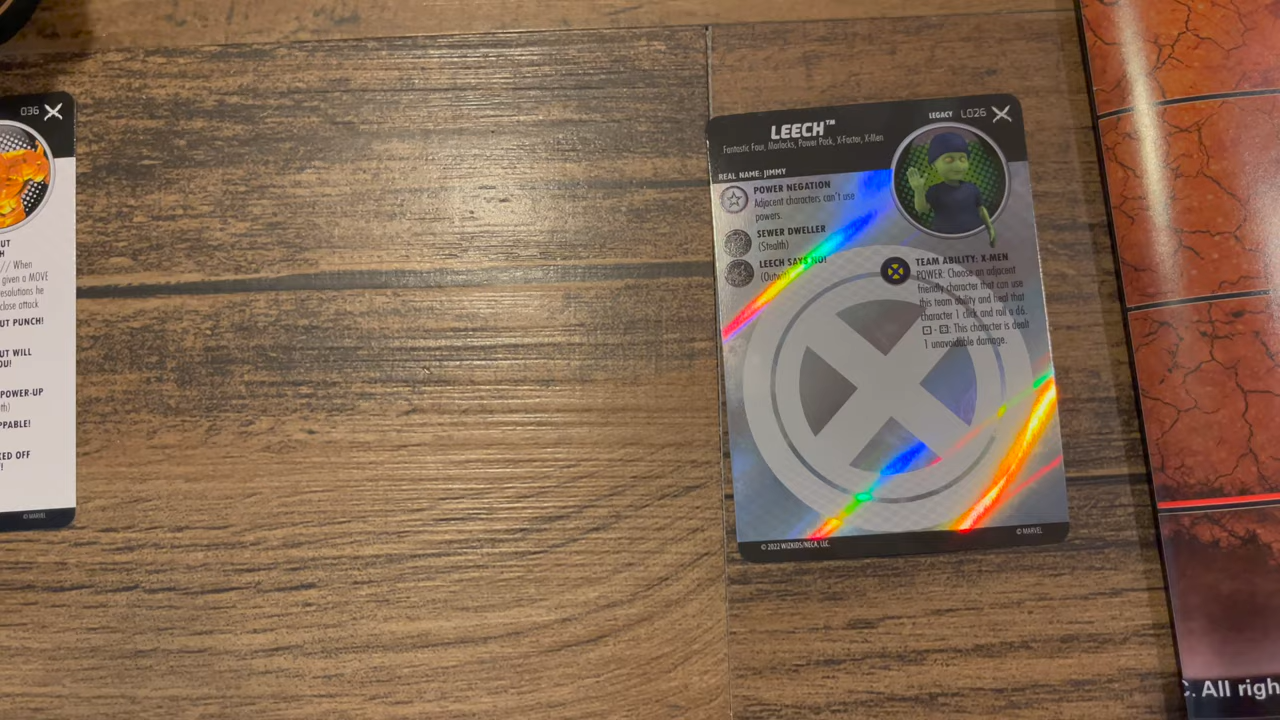 036
UT
H
// When
given a MOVE
resolutions he
close attack
UT PUNCH!
UT WILL
OU!
POWER-UP
th)
PPABLE!
KED OFF
!
© MARVEL
LEECH™
LEGACY L026
Fantastic Four, Morlocks, Power Pack, X-Factor, X-Men
REAL NAME: JIMMY
POWER NEGATION
Adjacent characters can't use
powers.
SEWER DWELLER
(Stealth)
LEECH SAYS NO!
(Outwit)
TEAM ABILITY: X-MEN
POWER: Choose an adjacent
friendly character that can use
this team ability and heal that
character 1 click and roll a d6.
⚀ - ⚄: This character is dealt
1 unavoidable damage.
© 2022 WIZKIDS/NECA, LLC.
© MARVEL
C. All righ